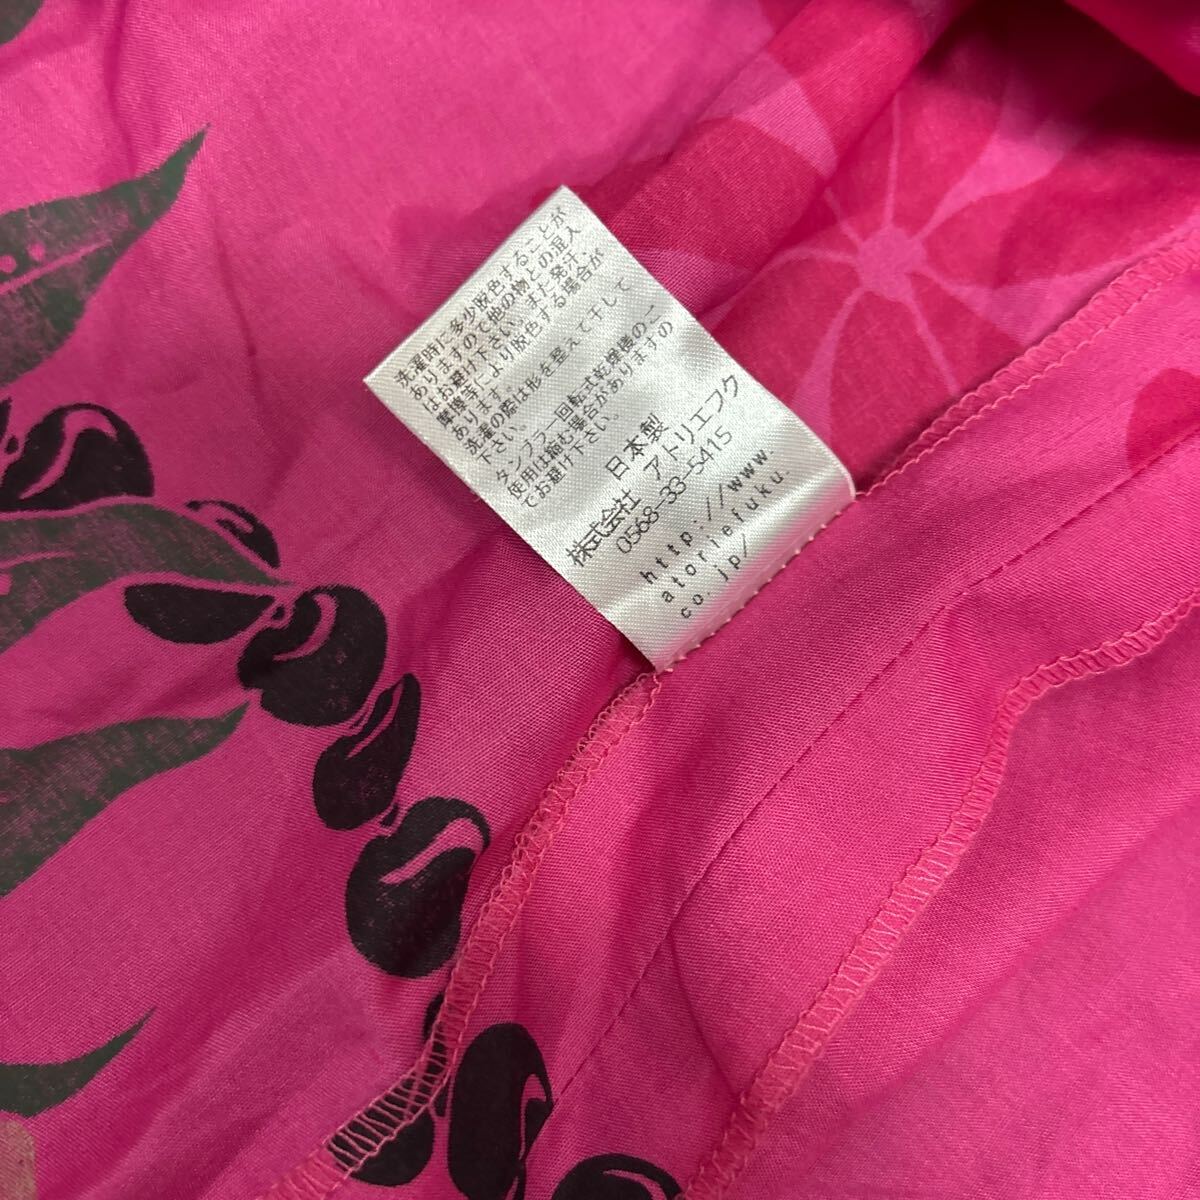 洗濯時に多少脱色することが
ありますので他の物との混入
はお避け下さい。また発汗、
摩擦等により脱色する場合が
あります。
洗濯の際は形を整えて干して
下さい。
タンブラー回転式乾燥機のご
使用は縮む場合がありますの
でお避け下さい。
日本製
株式会社 アトリエフク
0568-33-5415
http://www.
atoriefuku.
co.jp/